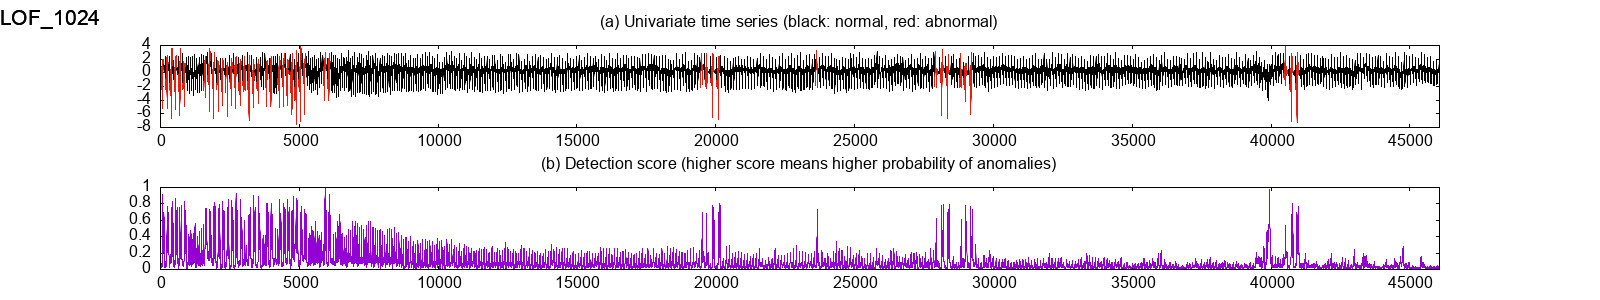 LOF_1024
(a) Univariate time series (black: normal, red: abnormal)
4
2
0
-2
-4
-6
-8
0 5000 10000 15000 20000 25000 30000 35000 40000 45000
(b) Detection score (higher score means higher probability of anomalies)
1
0.8
0.6
0.4
0.2
0
0 5000 10000 15000 20000 25000 30000 35000 40000 45000